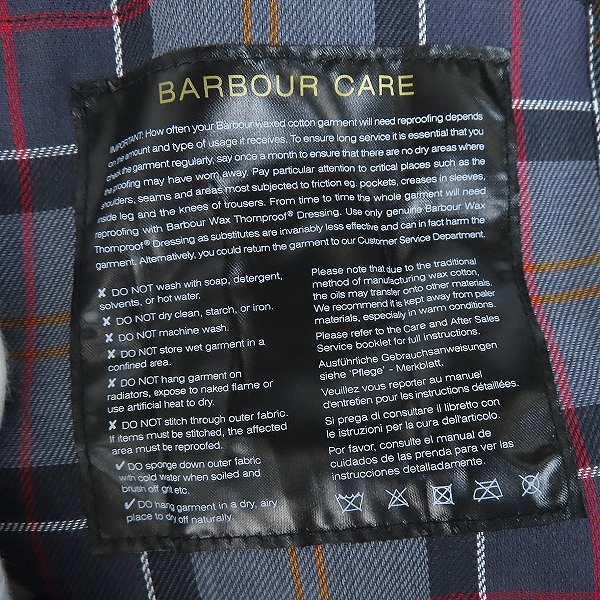 BARBOUR CARE
IMPORTANT: How often your Barbour waxed cotton garment will need reproofing depends
on the amount and type of usage it receives. To ensure long service it is essential that you
check the garment regularly, say once a month to ensure that there are no dry areas where
the proofing may have worn away. Pay particular attention to critical places such as the
shoulders, seams and areas most subjected to friction eg. pockets, creases in sleeves,
inside leg and the knees of trousers. From time to time the whole garment will need
reproofing with Barbour Wax Thornproof® Dressing. Use only genuine Barbour Wax
Thornproof® Dressing as substitutes are invariably less effective and can in fact harm the
garment. Alternatively, you could return the garment to our Customer Service Department.
✘ DO NOT wash with soap, detergent,
solvents, or hot water.
✘ DO NOT dry clean, starch, or iron.
✘ DO NOT machine wash.
✘ DO NOT store wet garment in a
confined area.
✘ DO NOT hang garment on
radiators, expose to naked flame or
use artificial heat to dry.
✘ DO NOT stitch through outer fabric.
If items must be stitched, the affected
area must be reproofed.
✓ DO sponge down outer fabric
with cold water when soiled and
brush off grit etc.
✓ DO hang garment in a dry, airy
place to dry off naturally.
Please note that due to the traditional
method of manufacturing wax cotton,
the oils may transfer onto other materials.
We recommend it is kept away from paler
materials, especially in warm conditions.
Please refer to the Care and After Sales
Service booklet for full instructions.
Ausführliche Gebrauchsanweisungen
siehe 'Pflege' - Merkblatt.
Veuillez vous reporter au manuel
d'entretien pour les instructions détaillées.
Si prega di consultare il libretto con
le istruzioni per la cura dell'articolo.
Por favor, consulte el manual de
cuidados de las prenda para ver las
instrucciones detalladamente.